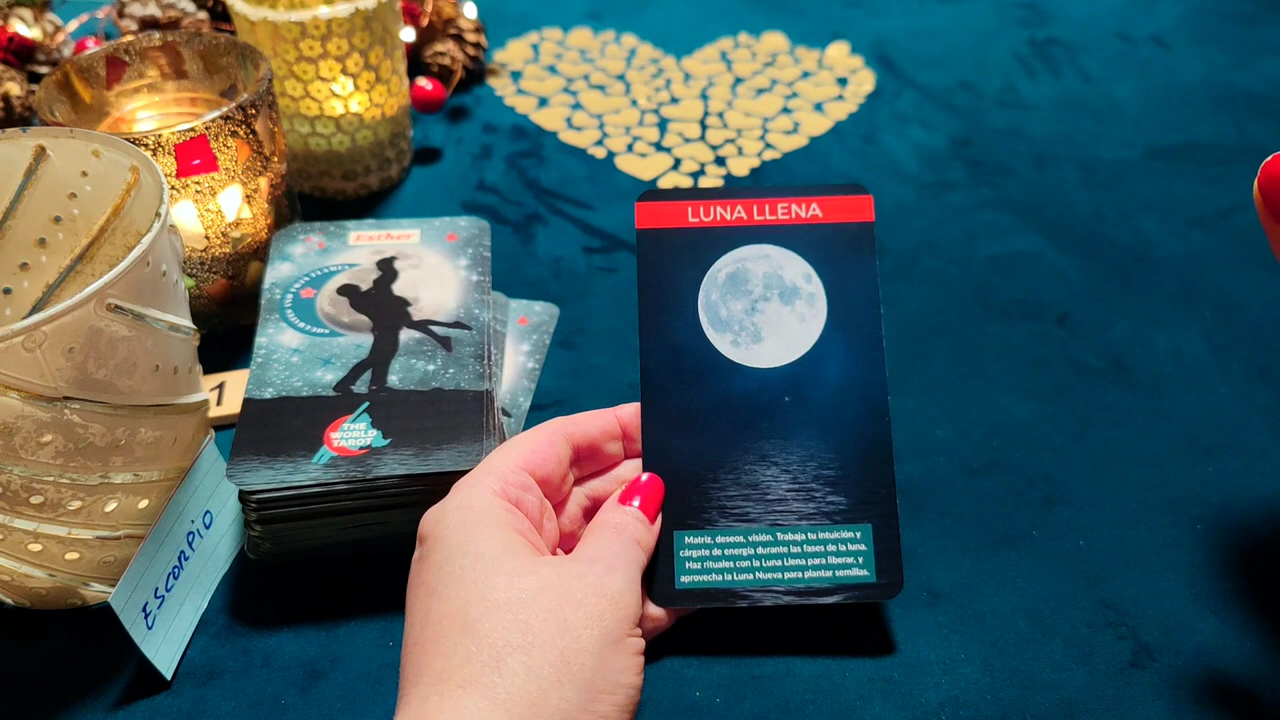 LUNA LLENA
Matriz, deseos, visión. Trabaja tu intuición y
cárgate de energía durante las fases de la luna.
Haz rituales con la Luna Llena para liberar, y
aprovecha la Luna Nueva para plantar semillas.
Esther
THE
WORLD
TAROT
1
ESCORPIO